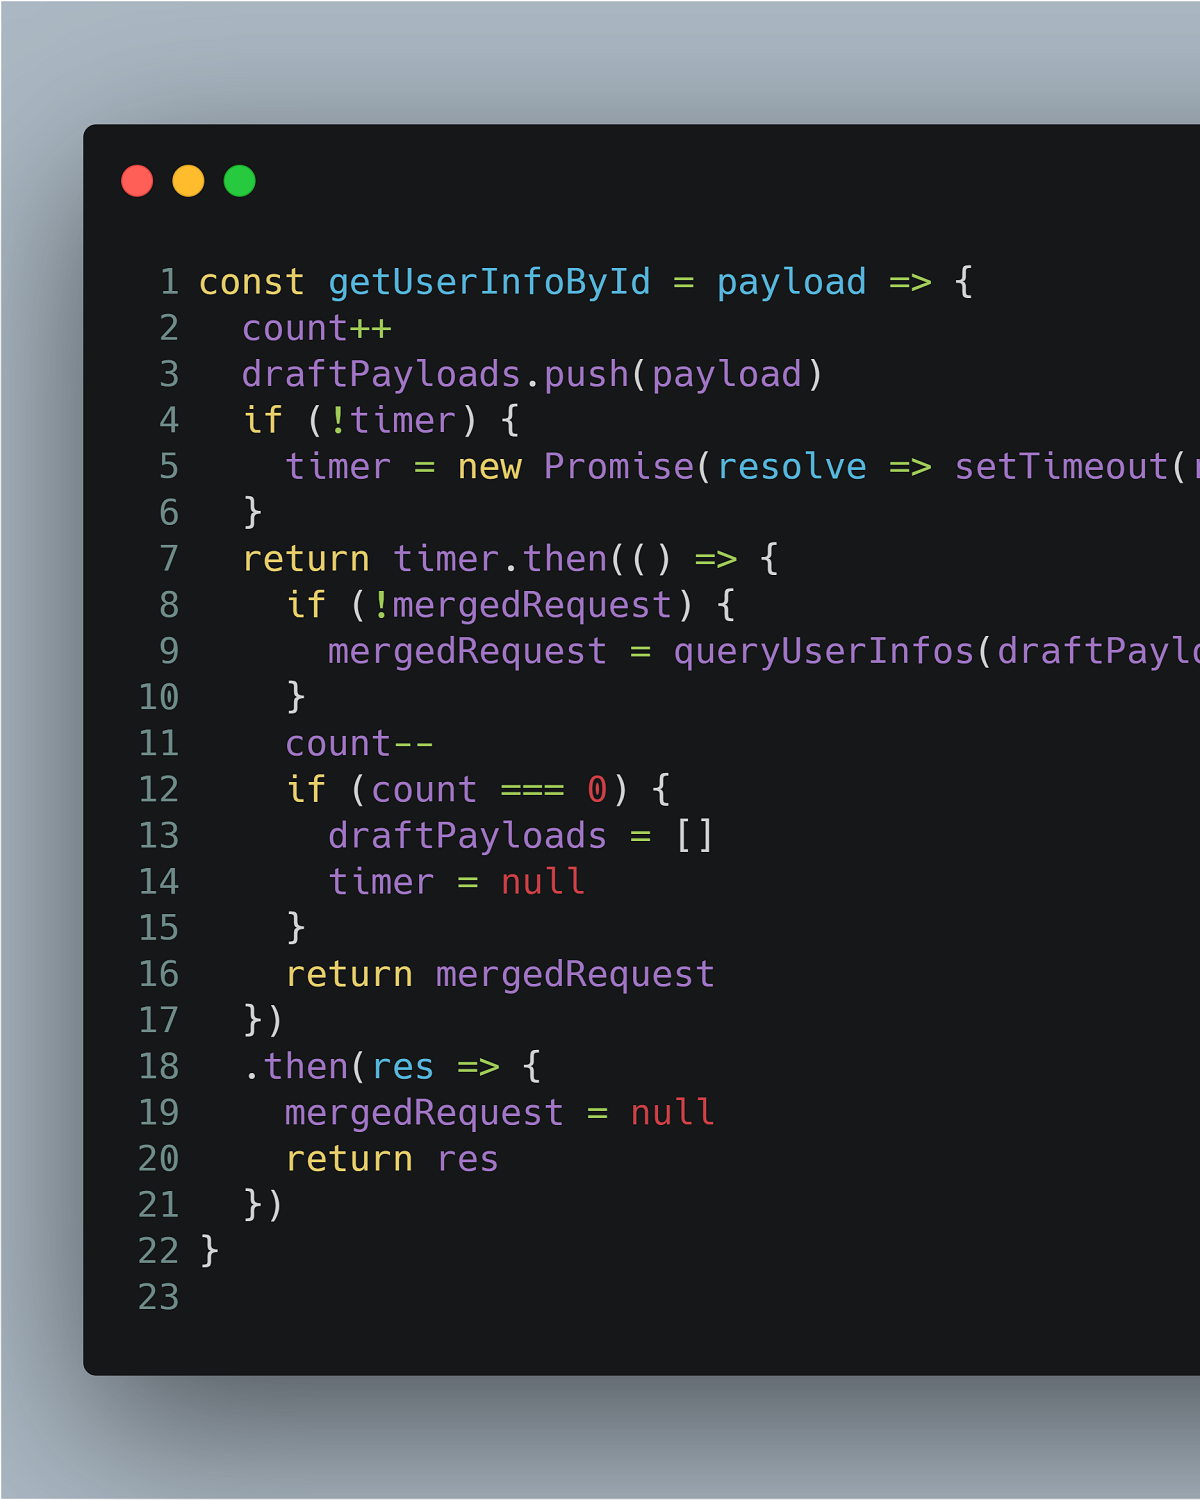 1 const getUserInfoById = payload => {
2   count++
3   draftPayloads.push(payload)
4   if (!timer) {
5     timer = new Promise(resolve => setTimeout(
6   }
7   return timer.then(() => {
8     if (!mergedRequest) {
9       mergedRequest = queryUserInfos(draftPaylo
10     }
11     count--
12     if (count === 0) {
13       draftPayloads = []
14       timer = null
15     }
16     return mergedRequest
17   })
18   .then(res => {
19     mergedRequest = null
20     return res
21   })
22 }
23